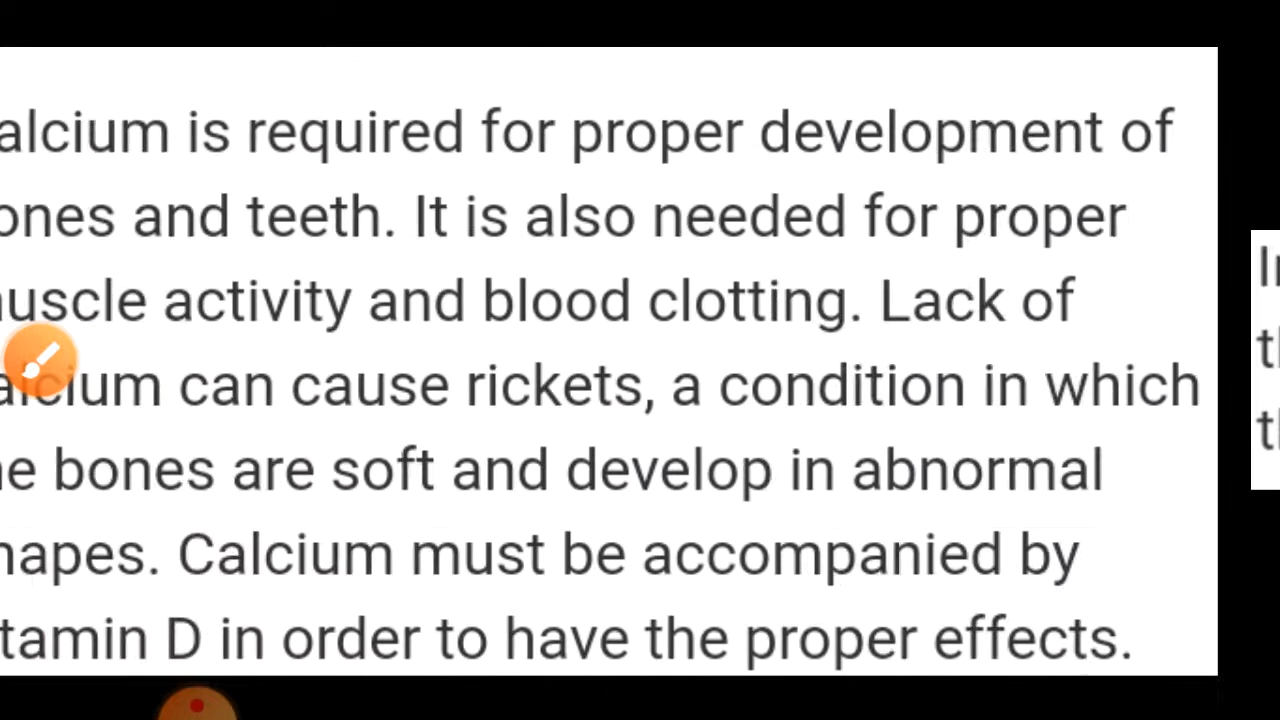 alcium is required for proper development of
ones and teeth. It is also needed for proper
uscle activity and blood clotting. Lack of
alcium can cause rickets, a condition in which
e bones are soft and develop in abnormal
hapes. Calcium must be accompanied by
tamin D in order to have the proper effects.